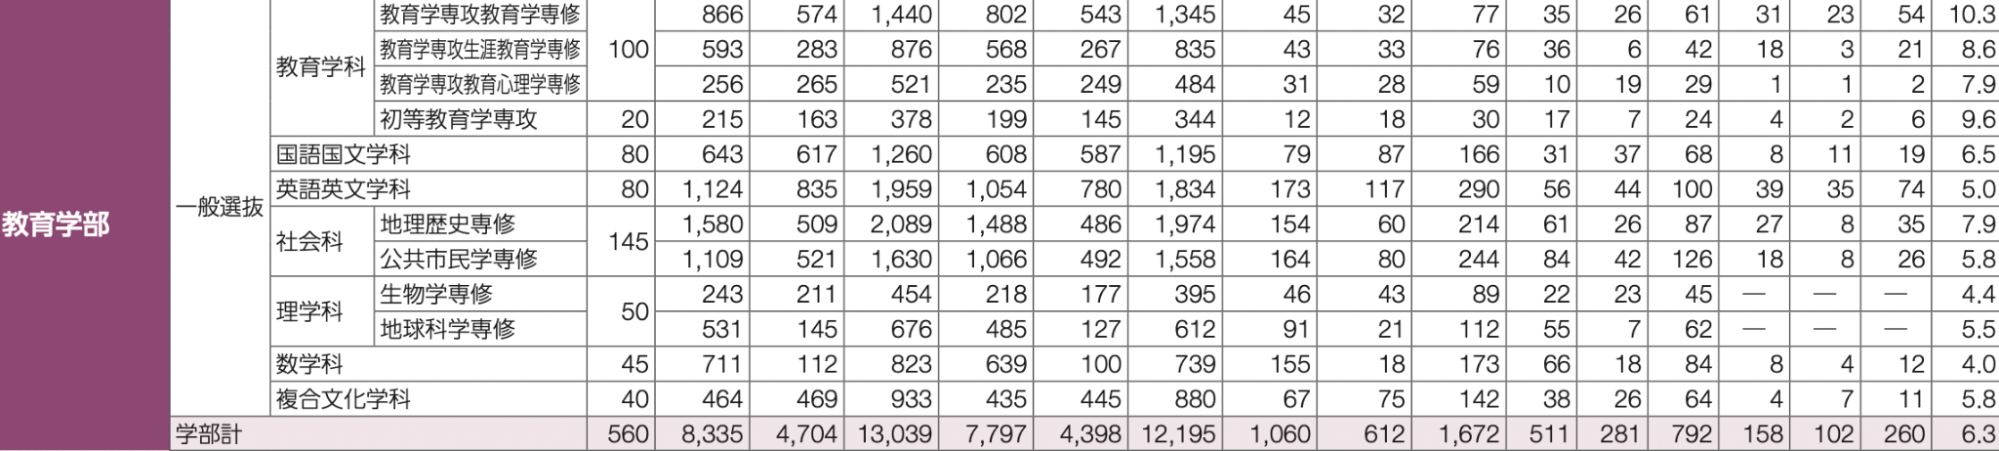 教育学部
一般選抜
教育学科 教育学専攻教育学専修 100 866 574 1,440 802 543 1,345 45 32 77 35 26 61 31 23 54 10.3
教育学専攻生涯教育学専修 593 283 876 568 267 835 43 33 76 36 6 42 18 3 21 8.6
教育学専攻教育心理学専修 256 265 521 235 249 484 31 28 59 10 19 29 1 1 2 7.9
初等教育学専攻 20 215 163 378 199 145 344 12 18 30 17 7 24 4 2 6 9.6
国語国文学科 80 643 617 1,260 608 587 1,195 79 87 166 31 37 68 8 11 19 6.5
英語英文学科 80 1,124 835 1,959 1,054 780 1,834 173 117 290 56 44 100 39 35 74 5.0
社会科 地理歴史専修 145 1,580 509 2,089 1,488 486 1,974 154 60 214 61 26 87 27 8 35 7.9
公共市民学専修 1,109 521 1,630 1,066 492 1,558 164 80 244 84 42 126 18 8 26 5.8
理学科 生物学専修 50 243 211 454 218 177 395 46 43 89 22 23 45 — — — 4.4
地球科学専修 531 145 676 485 127 612 91 21 112 55 7 62 — — — 5.5
数学科 45 711 112 823 639 100 739 155 18 173 66 18 84 8 4 12 4.0
複合文化学科 40 464 469 933 435 445 880 67 75 142 38 26 64 4 7 11 5.8
学部計 560 8,335 4,704 13,039 7,797 4,398 12,195 1,060 612 1,672 511 281 792 158 102 260 6.3